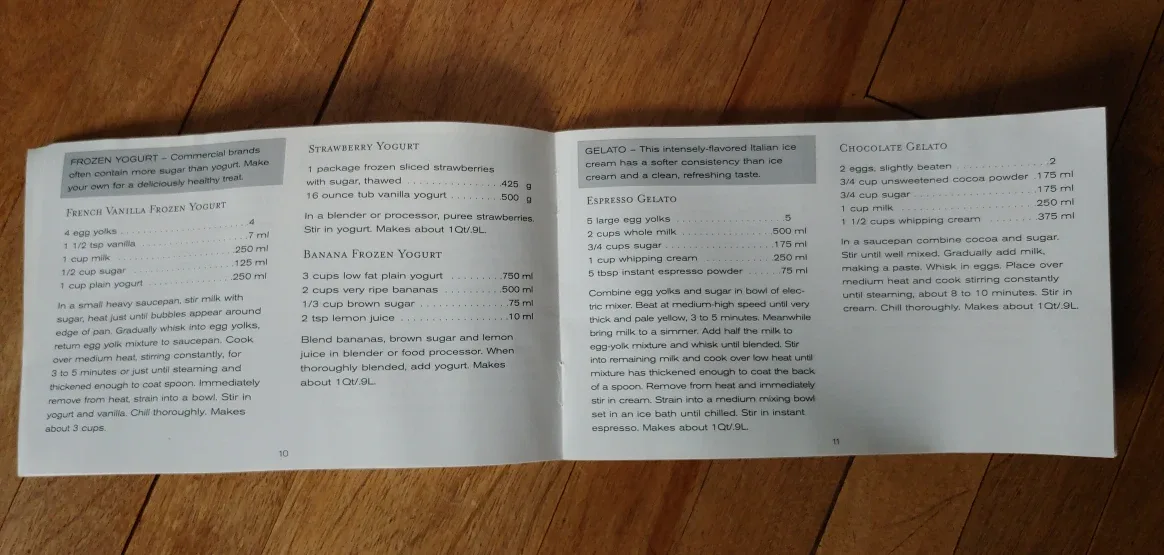 FROZEN YOGURT – Commercial brands
often contain more sugar than yogurt. Make
your own for a deliciously healthy treat.
FRENCH VANILLA FROZEN YOGURT
4 egg yolks . . . . . . . . . . . . . . . . . . . . .4
1 1/2 tsp vanilla . . . . . . . . . . . . . . . . .7 ml
1 cup milk . . . . . . . . . . . . . . . . . . .250 ml
1/2 cup sugar . . . . . . . . . . . . . . . .125 ml
1 cup plain yogurt . . . . . . . . . . . . .250 ml
In a small heavy saucepan, stir milk with
sugar, heat just until bubbles appear around
edge of pan. Gradually whisk into egg yolks,
return egg yolk mixture to saucepan. Cook
over medium heat, stirring constantly, for
3 to 5 minutes or just until steaming and
thickened enough to coat spoon. Immediately
remove from heat, strain into a bowl. Stir in
yogurt and vanilla. Chill thoroughly. Makes
about 3 cups.
10
STRAWBERRY YOGURT
1 package frozen sliced strawberries
with sugar, thawed . . . . . . . . . . . . .425 g
16 ounce tub vanilla yogurt . . . . . . .500 g
In a blender or processor, puree strawberries.
Stir in yogurt. Makes about 1Qt/.9L.
BANANA FROZEN YOGURT
3 cups low fat plain yogurt . . . . . . . . .750 ml
2 cups very ripe bananas . . . . . . . . .500 ml
1/3 cup brown sugar . . . . . . . . . . . . .75 ml
2 tsp lemon juice . . . . . . . . . . . . . . . .10 ml
Blend bananas, brown sugar and lemon
juice in blender or food processor. When
thoroughly blended, add yogurt. Makes
about 1Qt/.9L.
GELATO – This intensely-flavored Italian ice
cream has a softer consistency than ice
cream and a clean, refreshing taste.
ESPRESSO GELATO
5 large egg yolks . . . . . . . . . . . . . . . . .5
2 cups whole milk . . . . . . . . . . . . . .500 ml
3/4 cups sugar . . . . . . . . . . . . . . . .175 ml
1 cup whipping cream . . . . . . . . . . .250 ml
5 tbsp instant espresso powder . . . . . .75 ml
Combine egg yolks and sugar in bowl of elec-
tric mixer. Beat at medium-high speed until very
thick and pale yellow, 3 to 5 minutes. Meanwhile
bring milk to a simmer. Add half the milk to
egg-yolk mixture and whisk until blended. Stir
into remaining milk and cook over low heat until
mixture has thickened enough to coat the back
of a spoon. Remove from heat and immediately
stir in cream. Strain into a medium mixing bowl
set in an ice bath until chilled. Stir in instant
espresso. Makes about 1Qt/.9L.
CHOCOLATE GELATO
2 eggs, slightly beaten . . . . . . . . . . . . . .2
3/4 cup unsweetened cocoa powder .175 ml
3/4 cup sugar . . . . . . . . . . . . . . . . .175 ml
1 cup milk . . . . . . . . . . . . . . . . . . .250 ml
1 1/2 cups whipping cream . . . . . . . .375 ml
In a saucepan combine cocoa and sugar.
Stir until well mixed. Gradually add milk,
making a paste. Whisk in eggs. Place over
medium heat and cook stirring constantly
until steaming, about 8 to 10 minutes. Stir in
cream. Chill thoroughly. Makes about 1Qt/.9L.
11